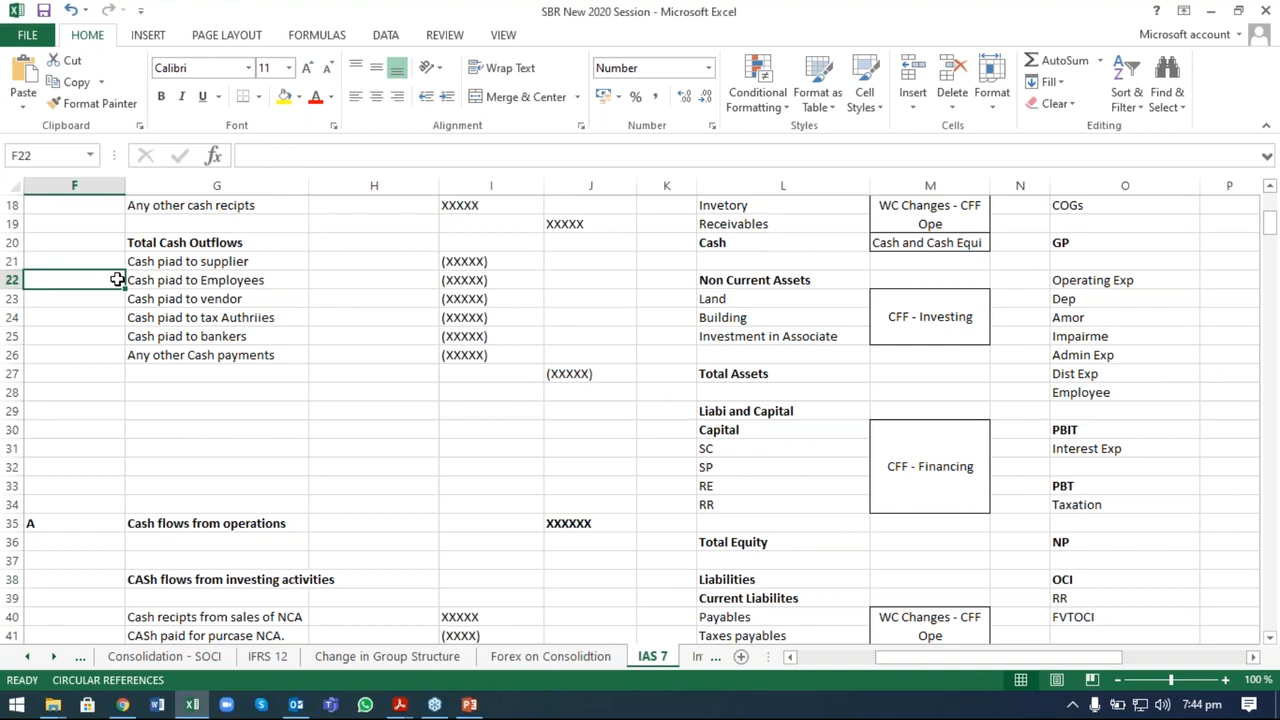 SBR New 2020 Session - Microsoft Excel
FILE HOME INSERT PAGE LAYOUT FORMULAS DATA REVIEW VIEW Microsoft account
Paste
Cut
Copy
Format Painter
Calibri 11
B I U
Wrap Text
Merge & Center
Number
%
Conditional Formatting
Format as Table
Cell Styles
Insert
Delete
Format
AutoSum
Fill
Clear
Sort & Filter
Find & Select
Clipboard Font Alignment Number Styles Cells Editing
F22 fx
F G H I J K L M N O P
18 Any other cash recipts XXXXX Invetory WC Changes - CFF COGs
19 XXXXX Receivables Ope
20 Total Cash Outflows Cash Cash and Cash Equi GP
21 Cash piad to supplier (XXXXX)
22 Cash piad to Employees (XXXXX) Non Current Assets Operating Exp
23 Cash piad to vendor (XXXXX) Land Dep
24 Cash piad to tax Authriies (XXXXX) Building CFF - Investing Amor
25 Cash piad to bankers (XXXXX) Investment in Associate Impairme
26 Any other Cash payments (XXXXX) Admin Exp
27 (XXXXX) Total Assets Dist Exp
28 Employee
29 Liabi and Capital
30 Capital PBIT
31 SC Interest Exp
32 SP CFF - Financing
33 RE PBT
34 RR Taxation
35 A Cash flows from operations XXXXXX
36 Total Equity NP
37
38 CASh flows from investing activities Liabilities OCI
39 Current Liabilites RR
40 Cash recipts from sales of NCA XXXXX Payables WC Changes - CFF FVTOCI
41 CASh paid for purcase NCA. (XXXX) Taxes payables Ope
... Consolidation - SOCI IFRS 12 Change in Group Structure Forex on Consolidtion IAS 7 In ...
READY CIRCULAR REFERENCES 100 %
7:44 pm